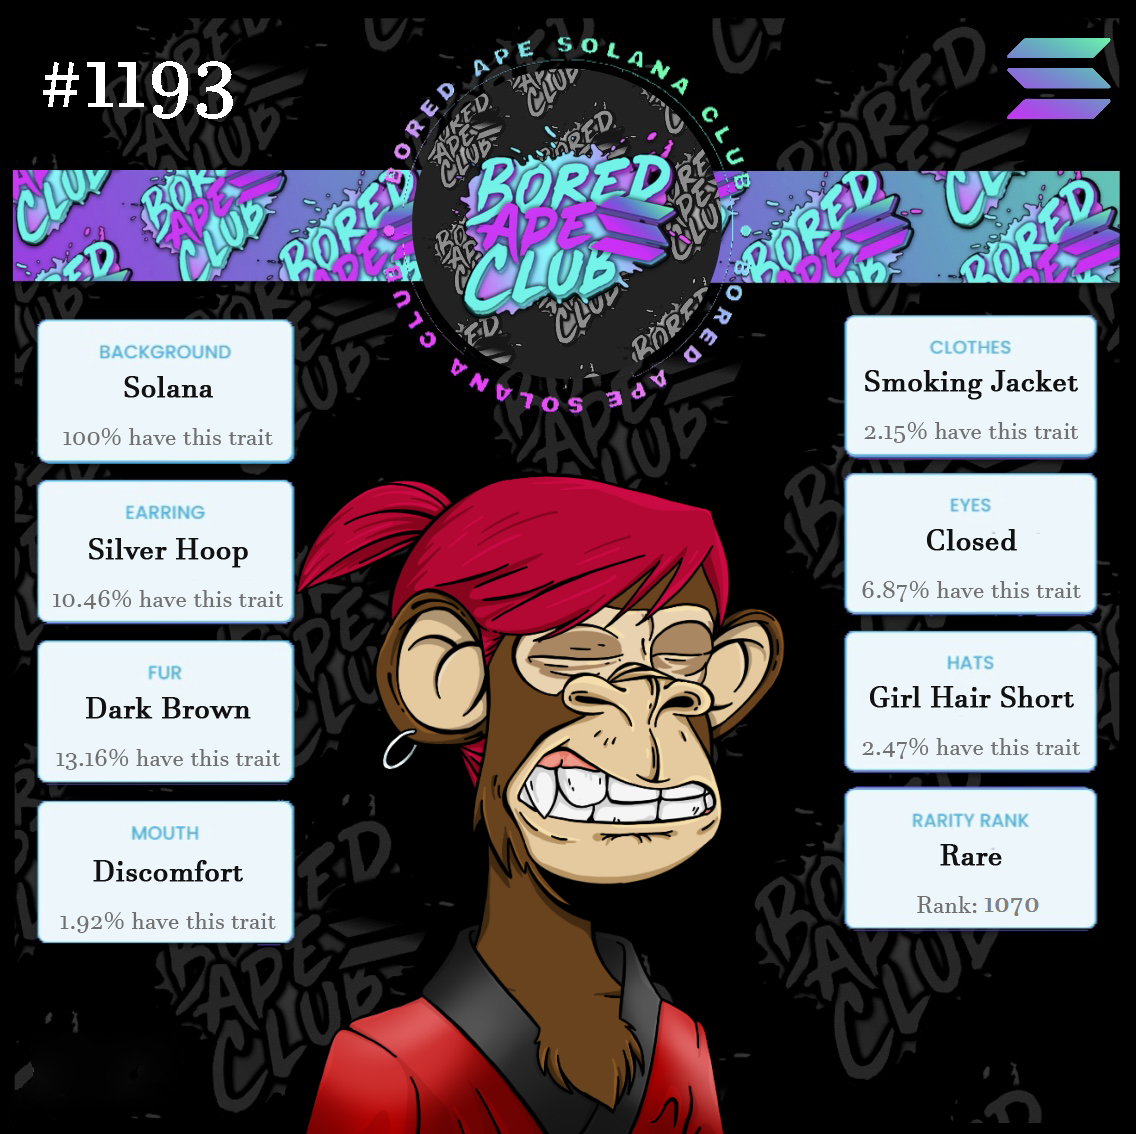 #1193
BORED APE SOLANA CLUB
BORED APE SOLANA CLUB
BORED
APE
CLUB
BACKGROUND
Solana
100% have this trait
EARRING
Silver Hoop
10.46% have this trait
FUR
Dark Brown
13.16% have this trait
MOUTH
Discomfort
1.92% have this trait
CLOTHES
Smoking Jacket
2.15% have this trait
EYES
Closed
6.87% have this trait
HATS
Girl Hair Short
2.47% have this trait
RARITY RANK
Rare
Rank: 1070